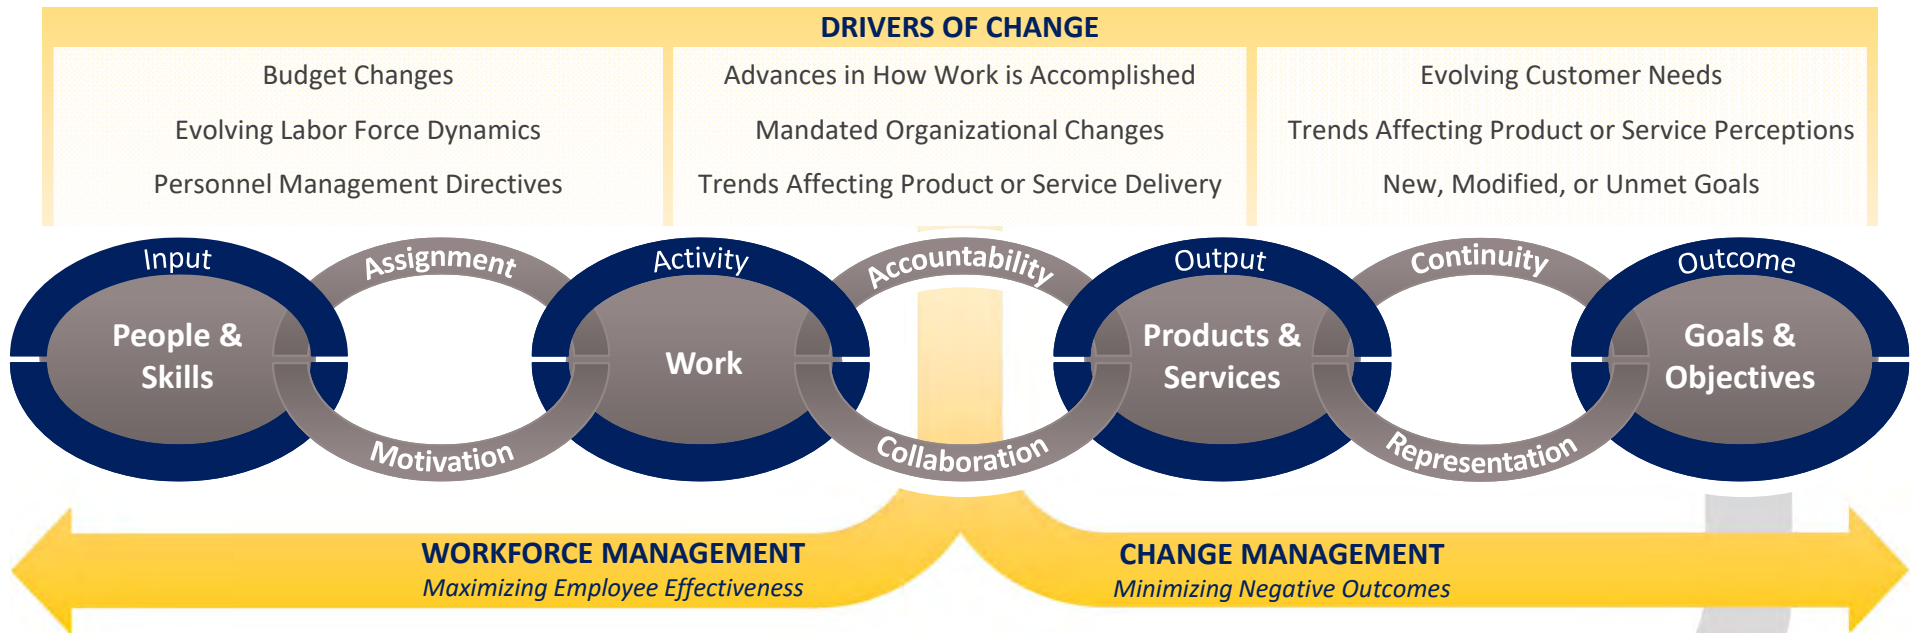 DRIVERS OF CHANGE
Budget Changes
Evolving Labor Force Dynamics
Personnel Management Directives
Advances in How Work is Accomplished
Mandated Organizational Changes
Trends Affecting Product or Service Delivery
Evolving Customer Needs
Trends Affecting Product or Service Perceptions
New, Modified, or Unmet Goals
Input
People &
Skills
Assignment
Motivation
Activity
Work
Accountability
Collaboration
Output
Products &
Services
Continuity
Representation
Outcome
Goals &
Objectives
WORKFORCE MANAGEMENT
Maximizing Employee Effectiveness
CHANGE MANAGEMENT
Minimizing Negative Outcomes